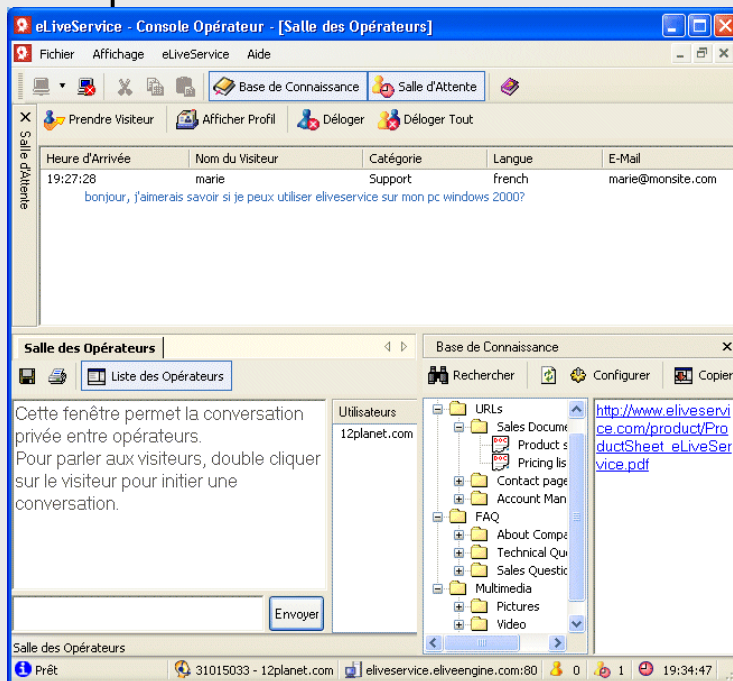 eLiveService - Console Opérateur - [Salle des Opérateurs]
Fichier Affichage eLiveService Aide
Base de Connaissance Salle d'Attente
Salle d'Attente
Prendre Visiteur Afficher Profil Déloger Déloger Tout
Heure d'Arrivée Nom du Visiteur Catégorie Langue E-Mail
19:27:28 marie Support french marie@monsite.com
bonjour, j'aimerais savoir si je peux utiliser eliveservice sur mon pc windows 2000?
Salle des Opérateurs
Liste des Opérateurs
Cette fenêtre permet la conversation
privée entre opérateurs.
Pour parler aux visiteurs, double cliquer
sur le visiteur pour initier une
conversation.
Utilisateurs
12planet.com
Envoyer
Salle des Opérateurs
Base de Connaissance
Rechercher Configurer Copier
URLs
Sales Docume
Product s
Pricing lis
Contact page
Account Man
FAQ
About Compa
Technical Qu
Sales Questic
Multimedia
Pictures
Video
http://www.eliveservi
ce.com/product/Pro
ductSheet_eLiveSer
vice.pdf
Prêt 31015033 - 12planet.com eliveservice.eliveengine.com:80 0 1 19:34:47